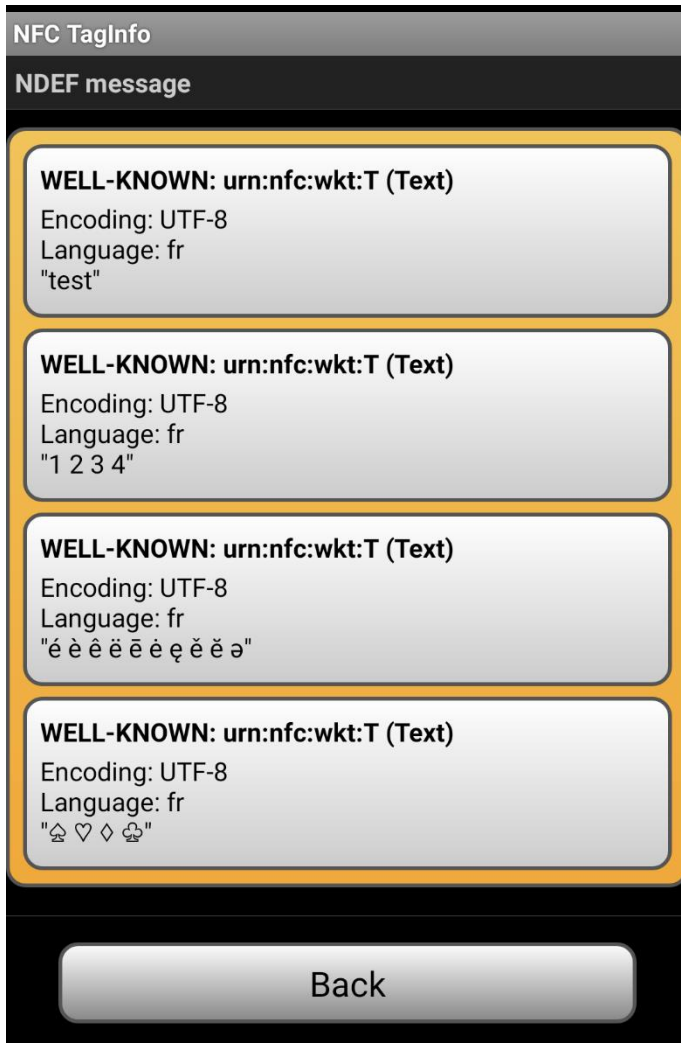 NFC TagInfo
NDEF message
WELL-KNOWN: urn:nfc:wkt:T (Text)
Encoding: UTF-8
Language: fr
"test"
WELL-KNOWN: urn:nfc:wkt:T (Text)
Encoding: UTF-8
Language: fr
"1 2 3 4"
WELL-KNOWN: urn:nfc:wkt:T (Text)
Encoding: UTF-8
Language: fr
"é è ê ë ē ė ę ě ĕ ə"
WELL-KNOWN: urn:nfc:wkt:T (Text)
Encoding: UTF-8
Language: fr
"♤ ♡ ◊ ♧"
Back